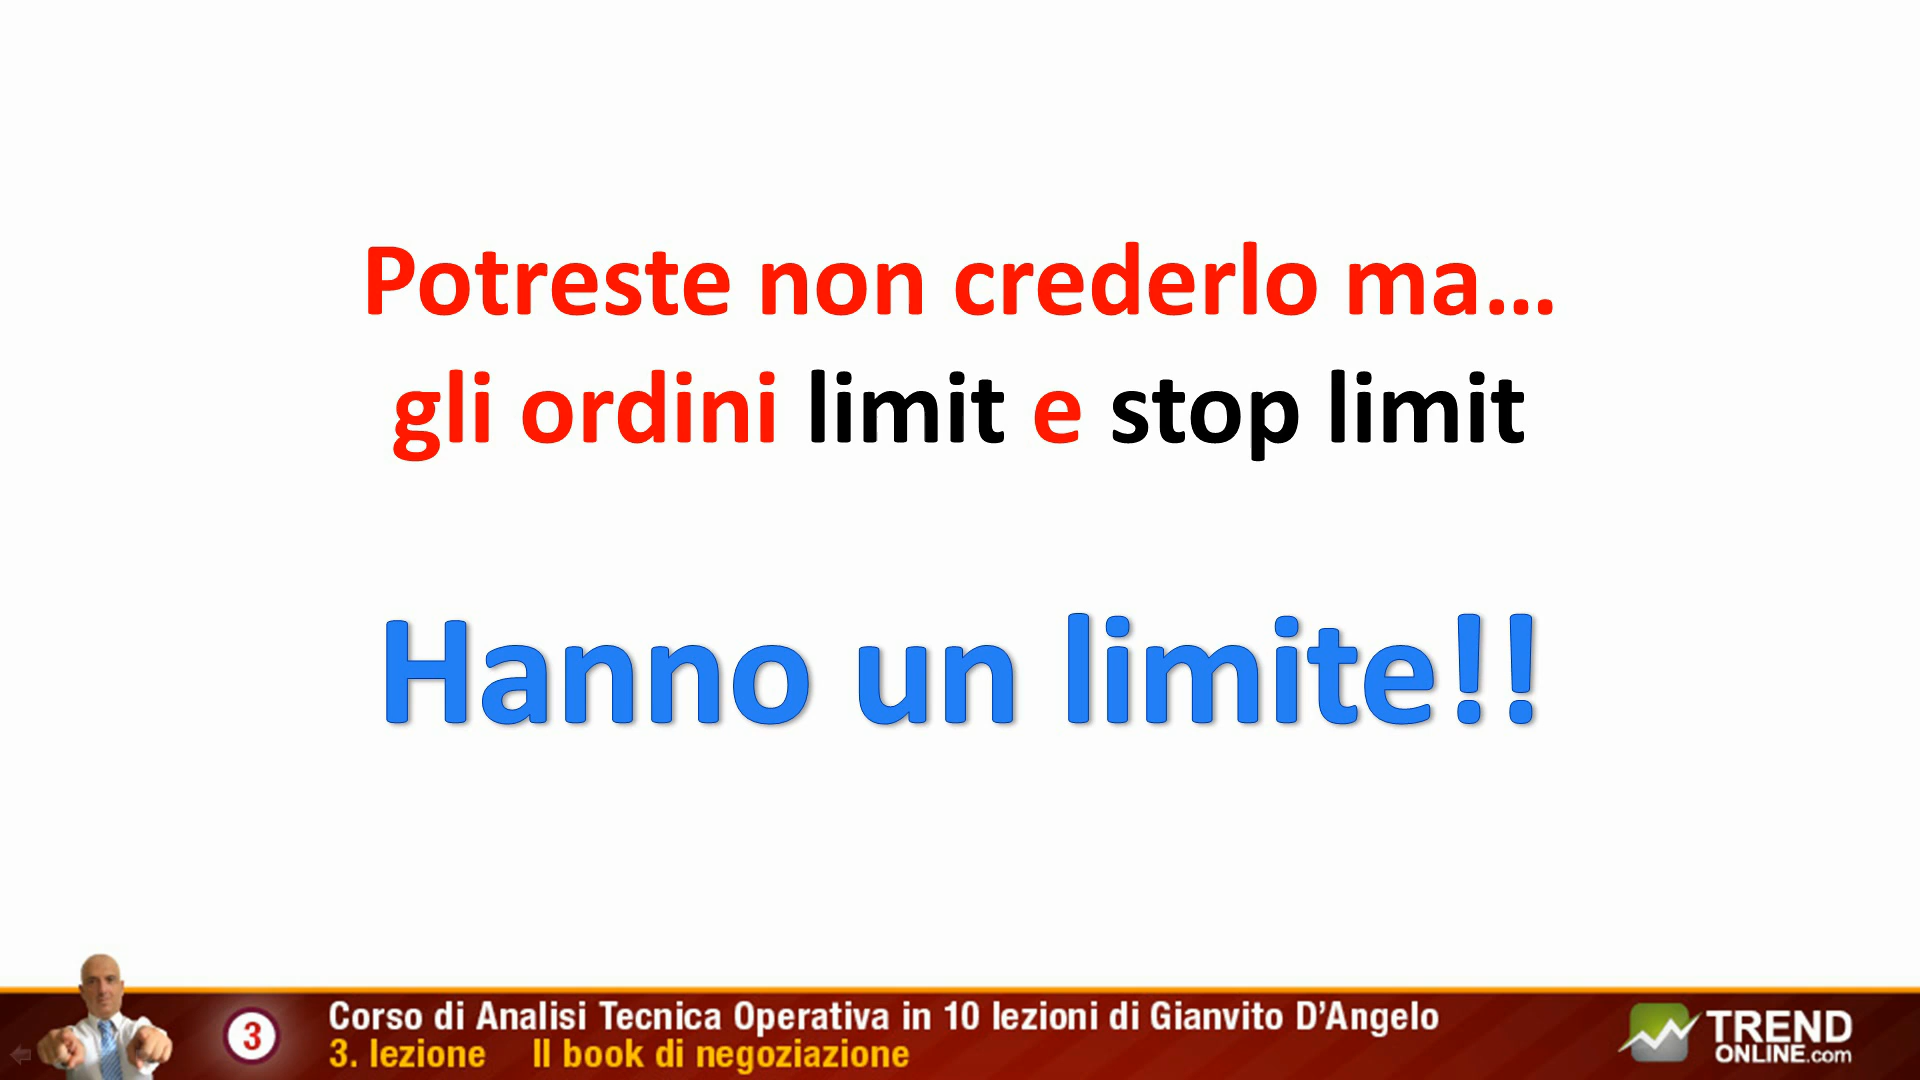 Potreste non crederlo ma...
gli ordini limit e stop limit
Hanno un limite!!
3
Corso di Analisi Tecnica Operativa in 10 lezioni di Gianvito D'Angelo
3. lezione Il book di negoziazione
TREND
ONLINE.com